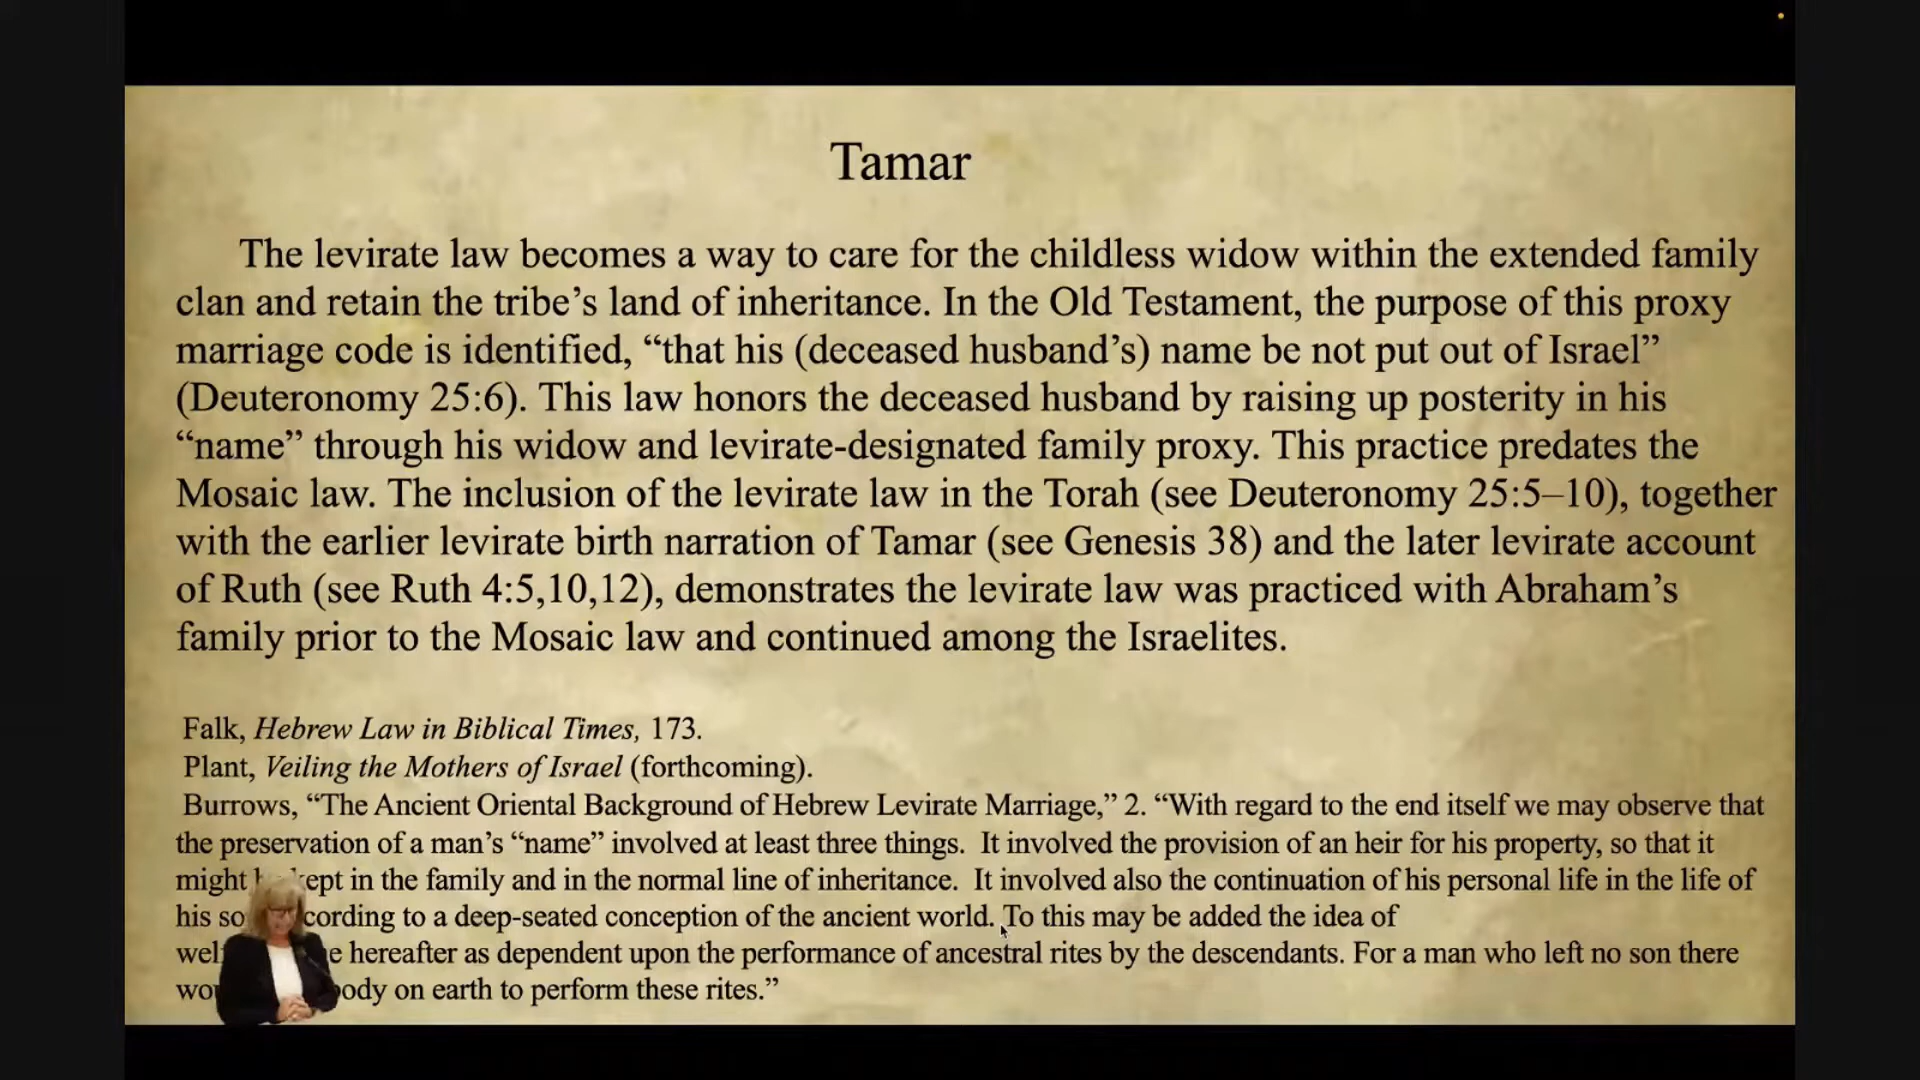 Tamar
The levirate law becomes a way to care for the childless widow within the extended family
clan and retain the tribe’s land of inheritance. In the Old Testament, the purpose of this proxy
marriage code is identified, “that his (deceased husband’s) name be not put out of Israel”
(Deuteronomy 25:6). This law honors the deceased husband by raising up posterity in his
“name” through his widow and levirate-designated family proxy. This practice predates the
Mosaic law. The inclusion of the levirate law in the Torah (see Deuteronomy 25:5–10), together
with the earlier levirate birth narration of Tamar (see Genesis 38) and the later levirate account
of Ruth (see Ruth 4:5,10,12), demonstrates the levirate law was practiced with Abraham’s
family prior to the Mosaic law and continued among the Israelites.
Falk, Hebrew Law in Biblical Times, 173.
Plant, Veiling the Mothers of Israel (forthcoming).
Burrows, “The Ancient Oriental Background of Hebrew Levirate Marriage,” 2. “With regard to the end itself we may observe that
the preservation of a man’s “name” involved at least three things. It involved the provision of an heir for his property, so that it
might kept in the family and in the normal line of inheritance. It involved also the continuation of his personal life in the life of
his to a deep-seated conception of the ancient world. To this may be added the idea of
hereafter as dependent upon the performance of ancestral rites by the descendants. For a man who left no son there
on earth to perform these rites.”